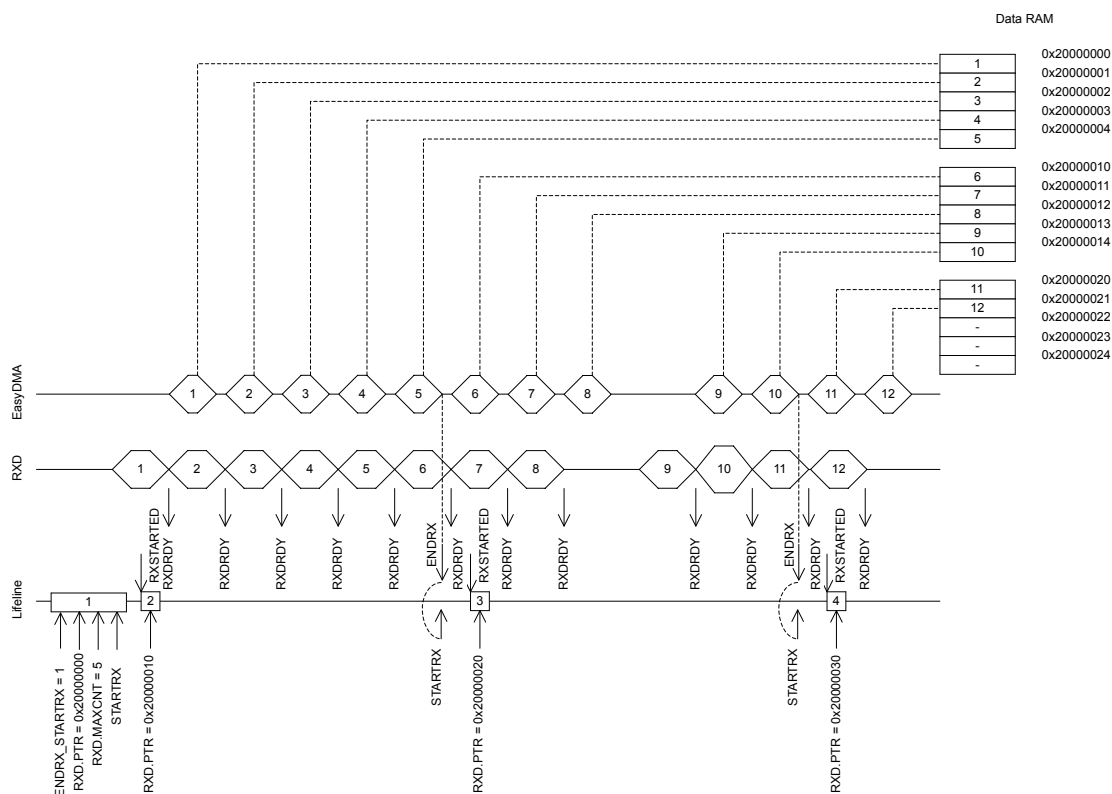 Data RAM
1 0x20000000
2 0x20000001
3 0x20000002
4 0x20000003
5 0x20000004
6 0x20000010
7 0x20000011
8 0x20000012
9 0x20000013
10 0x20000014
11 0x20000020
12 0x20000021
- 0x20000022
- 0x20000023
- 0x20000024
EasyDMA
1 2 3 4 5 6 7 8 9 10 11 12
RXD
1 2 3 4 5 6 7 8 9 10 11 12
RXSTARTED
RXDRDY
RXDRDY
RXDRDY
RXDRDY
RXDRDY
ENDRX
RXDRDY
RXSTARTED
RXDRDY
RXDRDY
RXDRDY
RXDRDY
ENDRX
RXDRDY
RXSTARTED
RXDRDY
Lifeline
1 2 3 4
ENDRX_STARTRX = 1
RXD.PTR = 0x20000000
RXD.MAXCNT = 5
STARTRX
RXD.PTR = 0x20000010
STARTRX
RXD.PTR = 0x20000020
STARTRX
RXD.PTR = 0x20000030